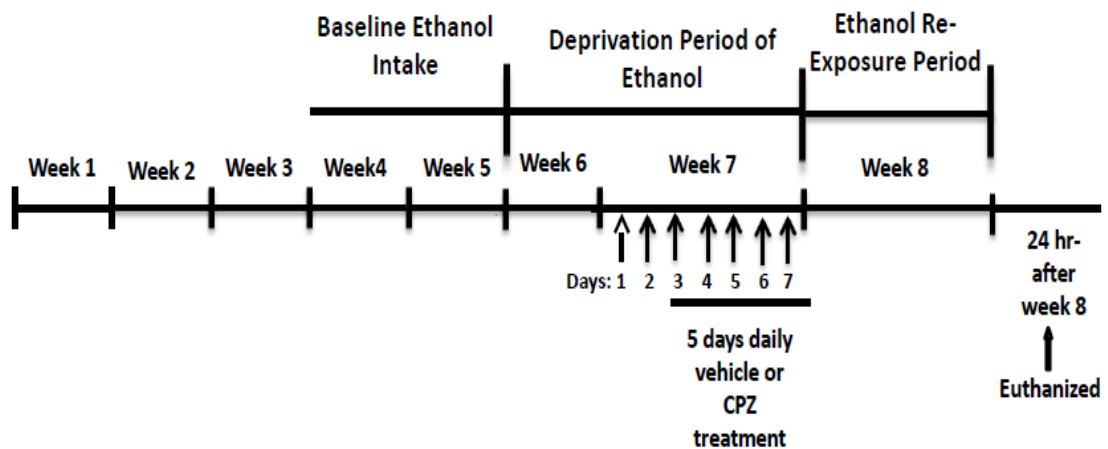 Baseline Ethanol
Intake
Deprivation Period of
Ethanol
Ethanol Re-
Exposure Period
Week 1
Week 2
Week 3
Week4
Week 5
Week 6
Week 7
Week 8
Days: 1 2 3 4 5 6 7
5 days daily
vehicle or
CPZ
treatment
24 hr-
after
week 8
Euthanized